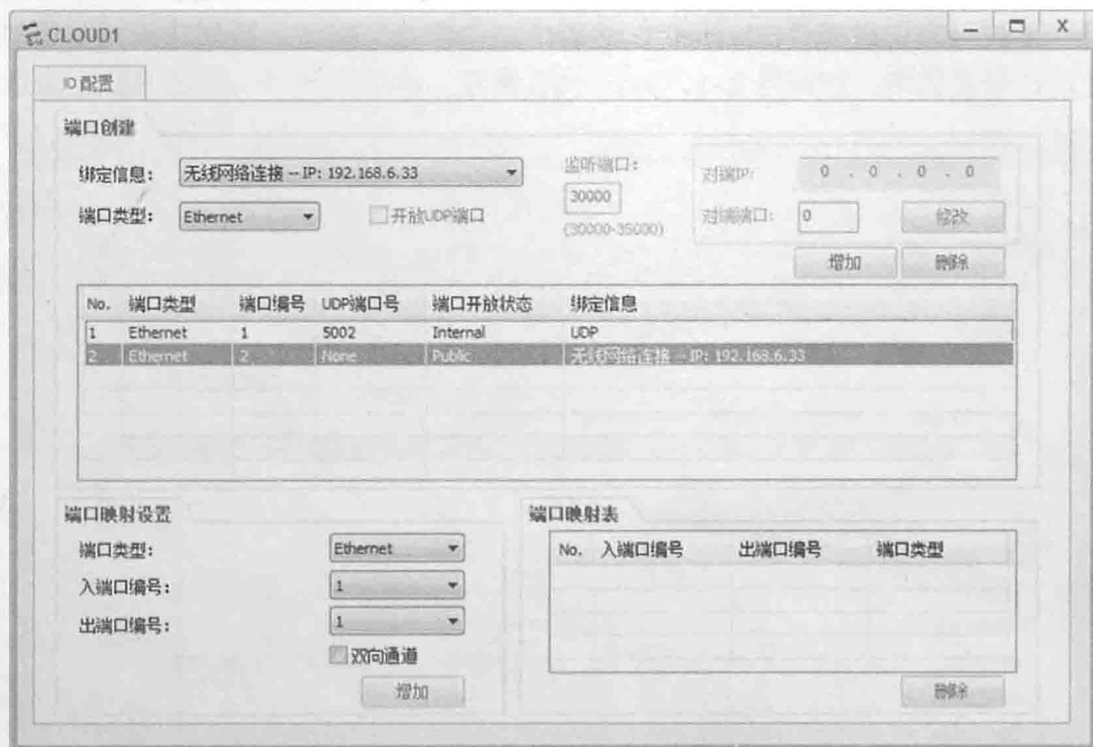 CLOUD1
IO 配置
端口创建
绑定信息: 无线网络连接 -- IP: 192.168.6.33
监听端口:
对端IP: 0 . 0 . 0 . 0
端口类型: Ethernet 开放UDP端口
30000
对端端口: 0 修改
(30000-35000)
增加 删除
No. 端口类型 端口编号 UDP端口号 端口开放状态 绑定信息
1 Ethernet 1 5002 Internal UDP
2 Ethernet 2 None Public 无线网络连接 -- IP: 192.168.6.33
端口映射设置
端口类型: Ethernet
入端口编号: 1
出端口编号: 1
双向通道
增加
端口映射表
No. 入端口编号 出端口编号 端口类型
删除